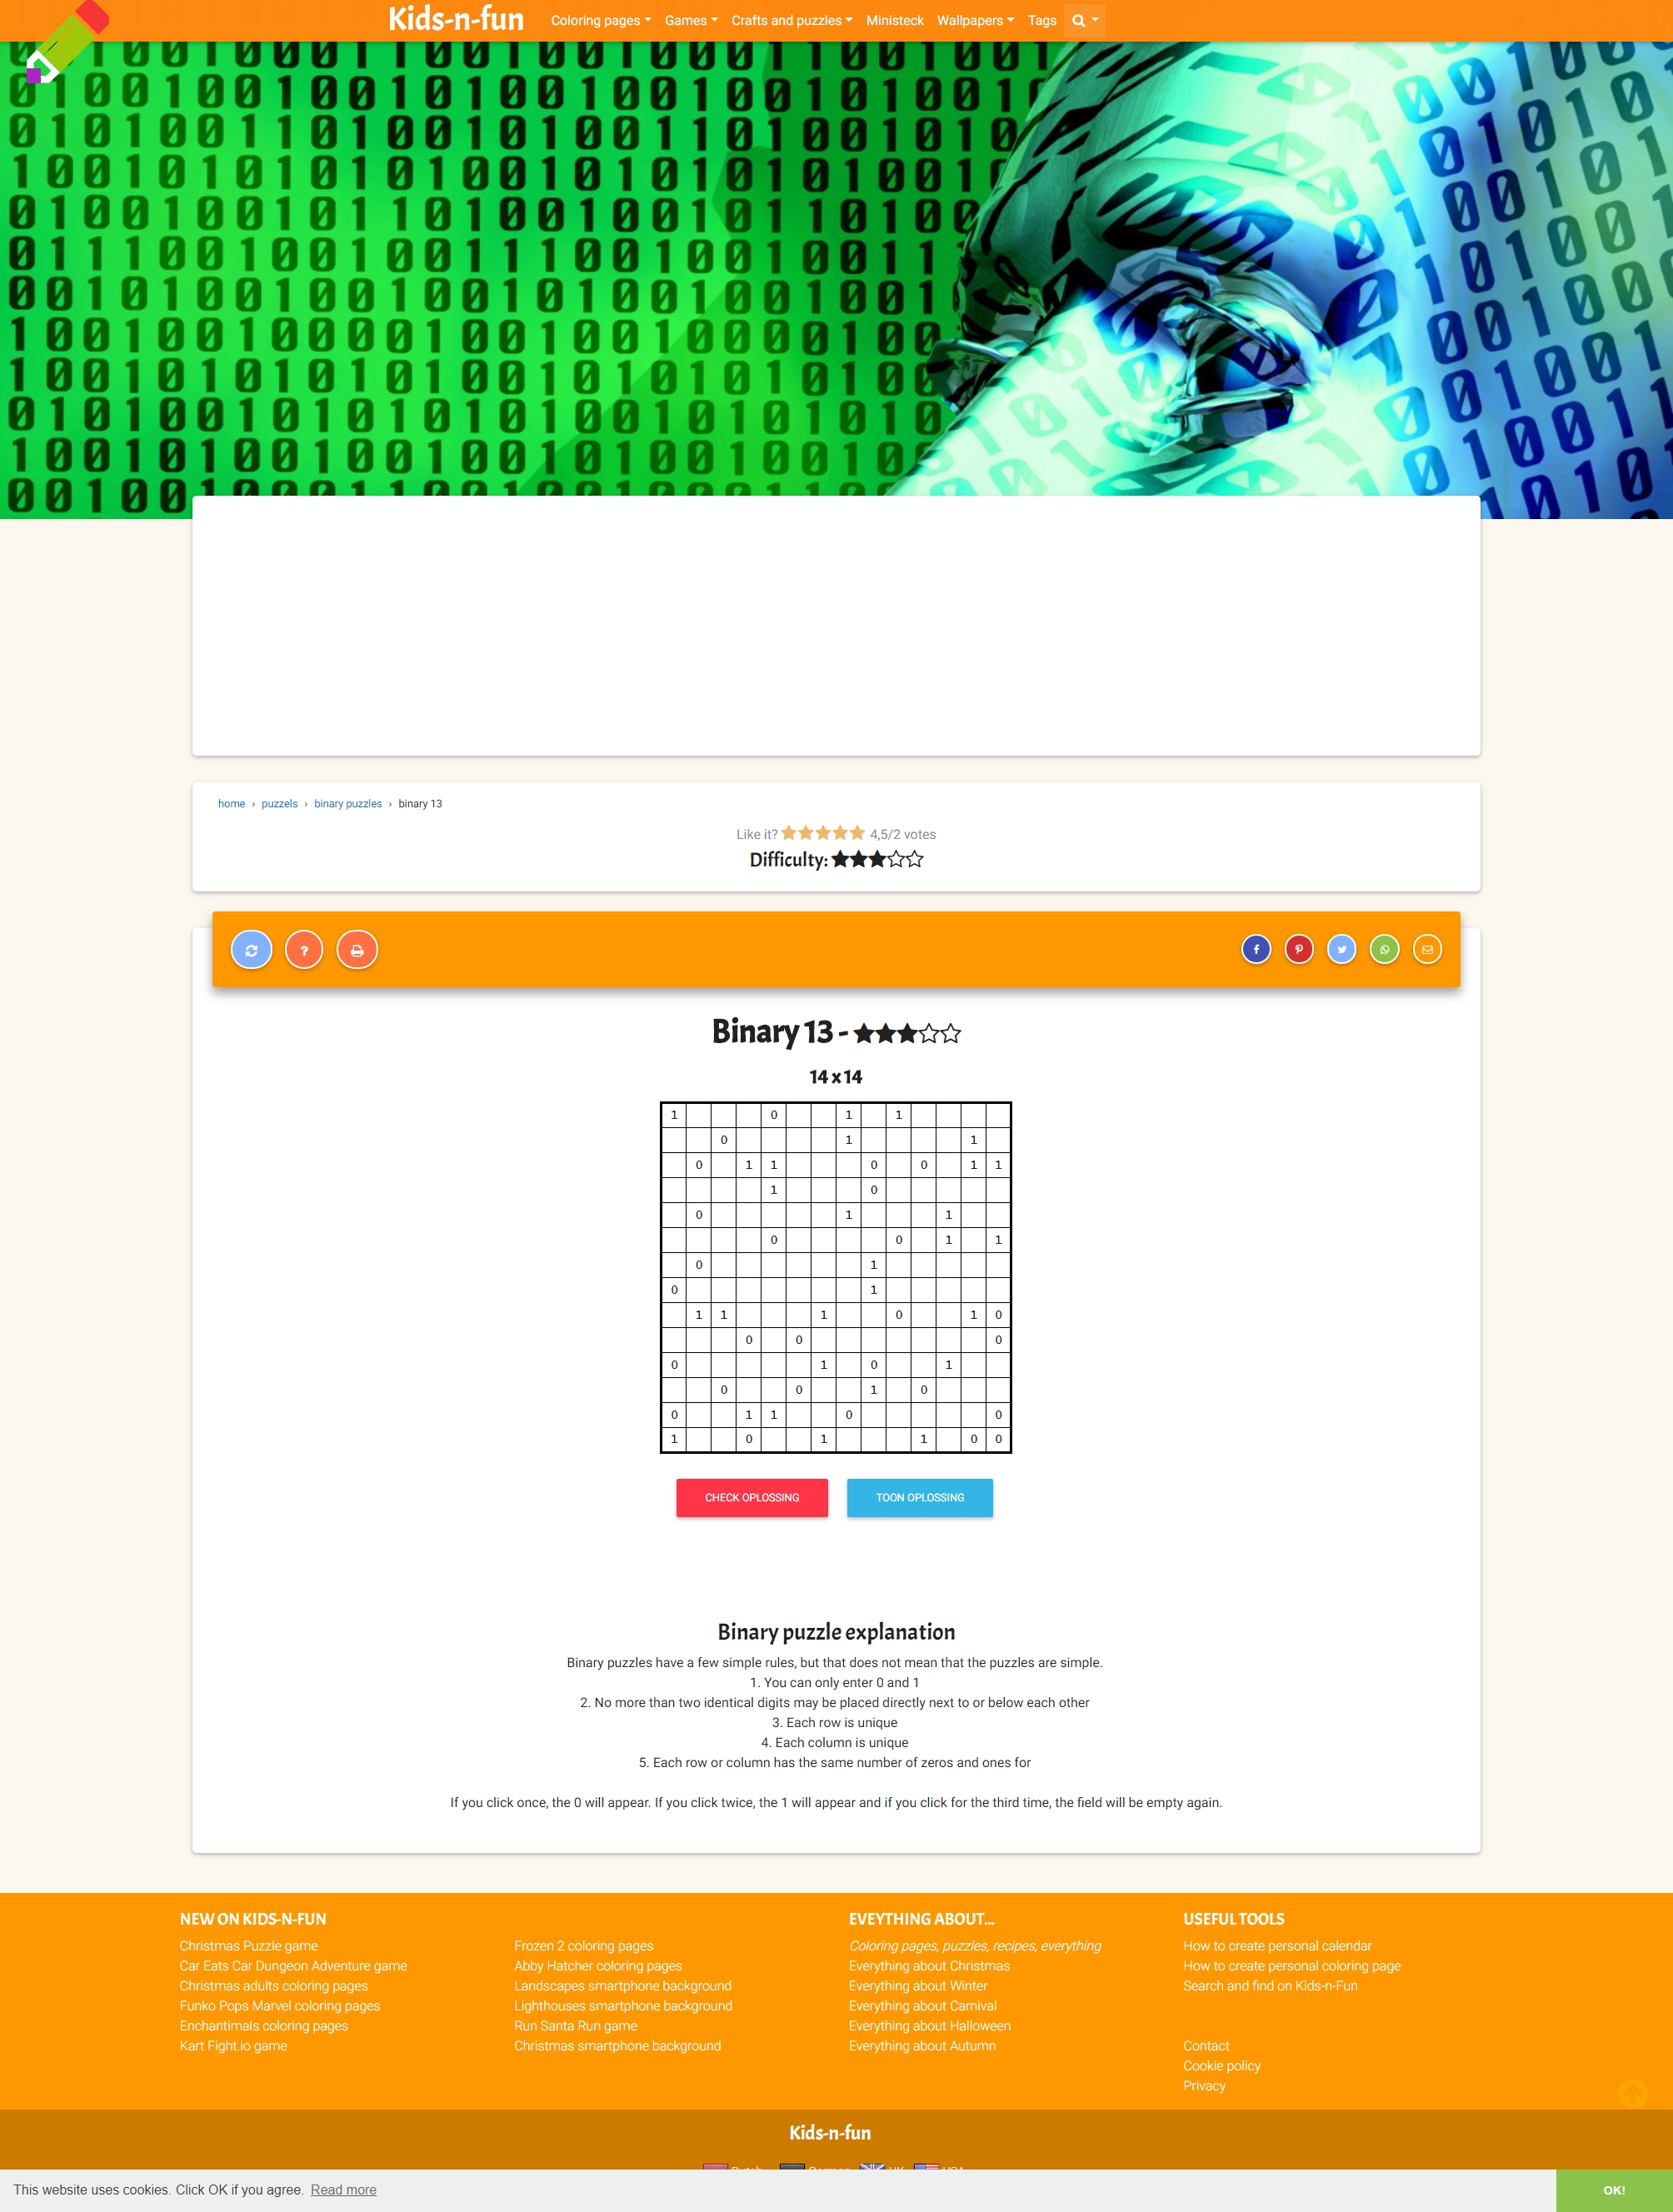 Kids-n-fun Coloring pages Games Crafts and puzzles Ministeck Wallpapers Tags
home › puzzels › binary puzzles › binary 13
Like it? 4,5/2 votes
Difficulty:
Binary 13 -
14 x 14
1 0 1 1
0 1 1
0 1 1 0 0 1 1
1 0
0 1 1
0 0 1 1
0 1
0 1
1 1 1 0 1 0
0 0 0
0 1 0 1
0 0 1 0
0 1 1 0 0
1 0 1 1 0 0
CHECK OPLOSSING TOON OPLOSSING
Binary puzzle explanation
Binary puzzles have a few simple rules, but that does not mean that the puzzles are simple.
1. You can only enter 0 and 1
2. No more than two identical digits may be placed directly next to or below each other
3. Each row is unique
4. Each column is unique
5. Each row or column has the same number of zeros and ones for
If you click once, the 0 will appear. If you click twice, the 1 will appear and if you click for the third time, the field will be empty again.
NEW ON KIDS-N-FUN
Christmas Puzzle game
Car Eats Car Dungeon Adventure game
Christmas adults coloring pages
Funko Pops Marvel coloring pages
Enchantimals coloring pages
Kart Fight.io game
Frozen 2 coloring pages
Abby Hatcher coloring pages
Landscapes smartphone background
Lighthouses smartphone background
Run Santa Run game
Christmas smartphone background
EVEYTHING ABOUT...
Coloring pages, puzzles, recipes, everything
Everything about Christmas
Everything about Winter
Everything about Carnival
Everything about Halloween
Everything about Autumn
USEFUL TOOLS
How to create personal calendar
How to create personal coloring page
Search and find on Kids-n-Fun
Contact
Cookie policy
Privacy
Kids-n-fun
This website uses cookies. Click OK if you agree. Read more OK!